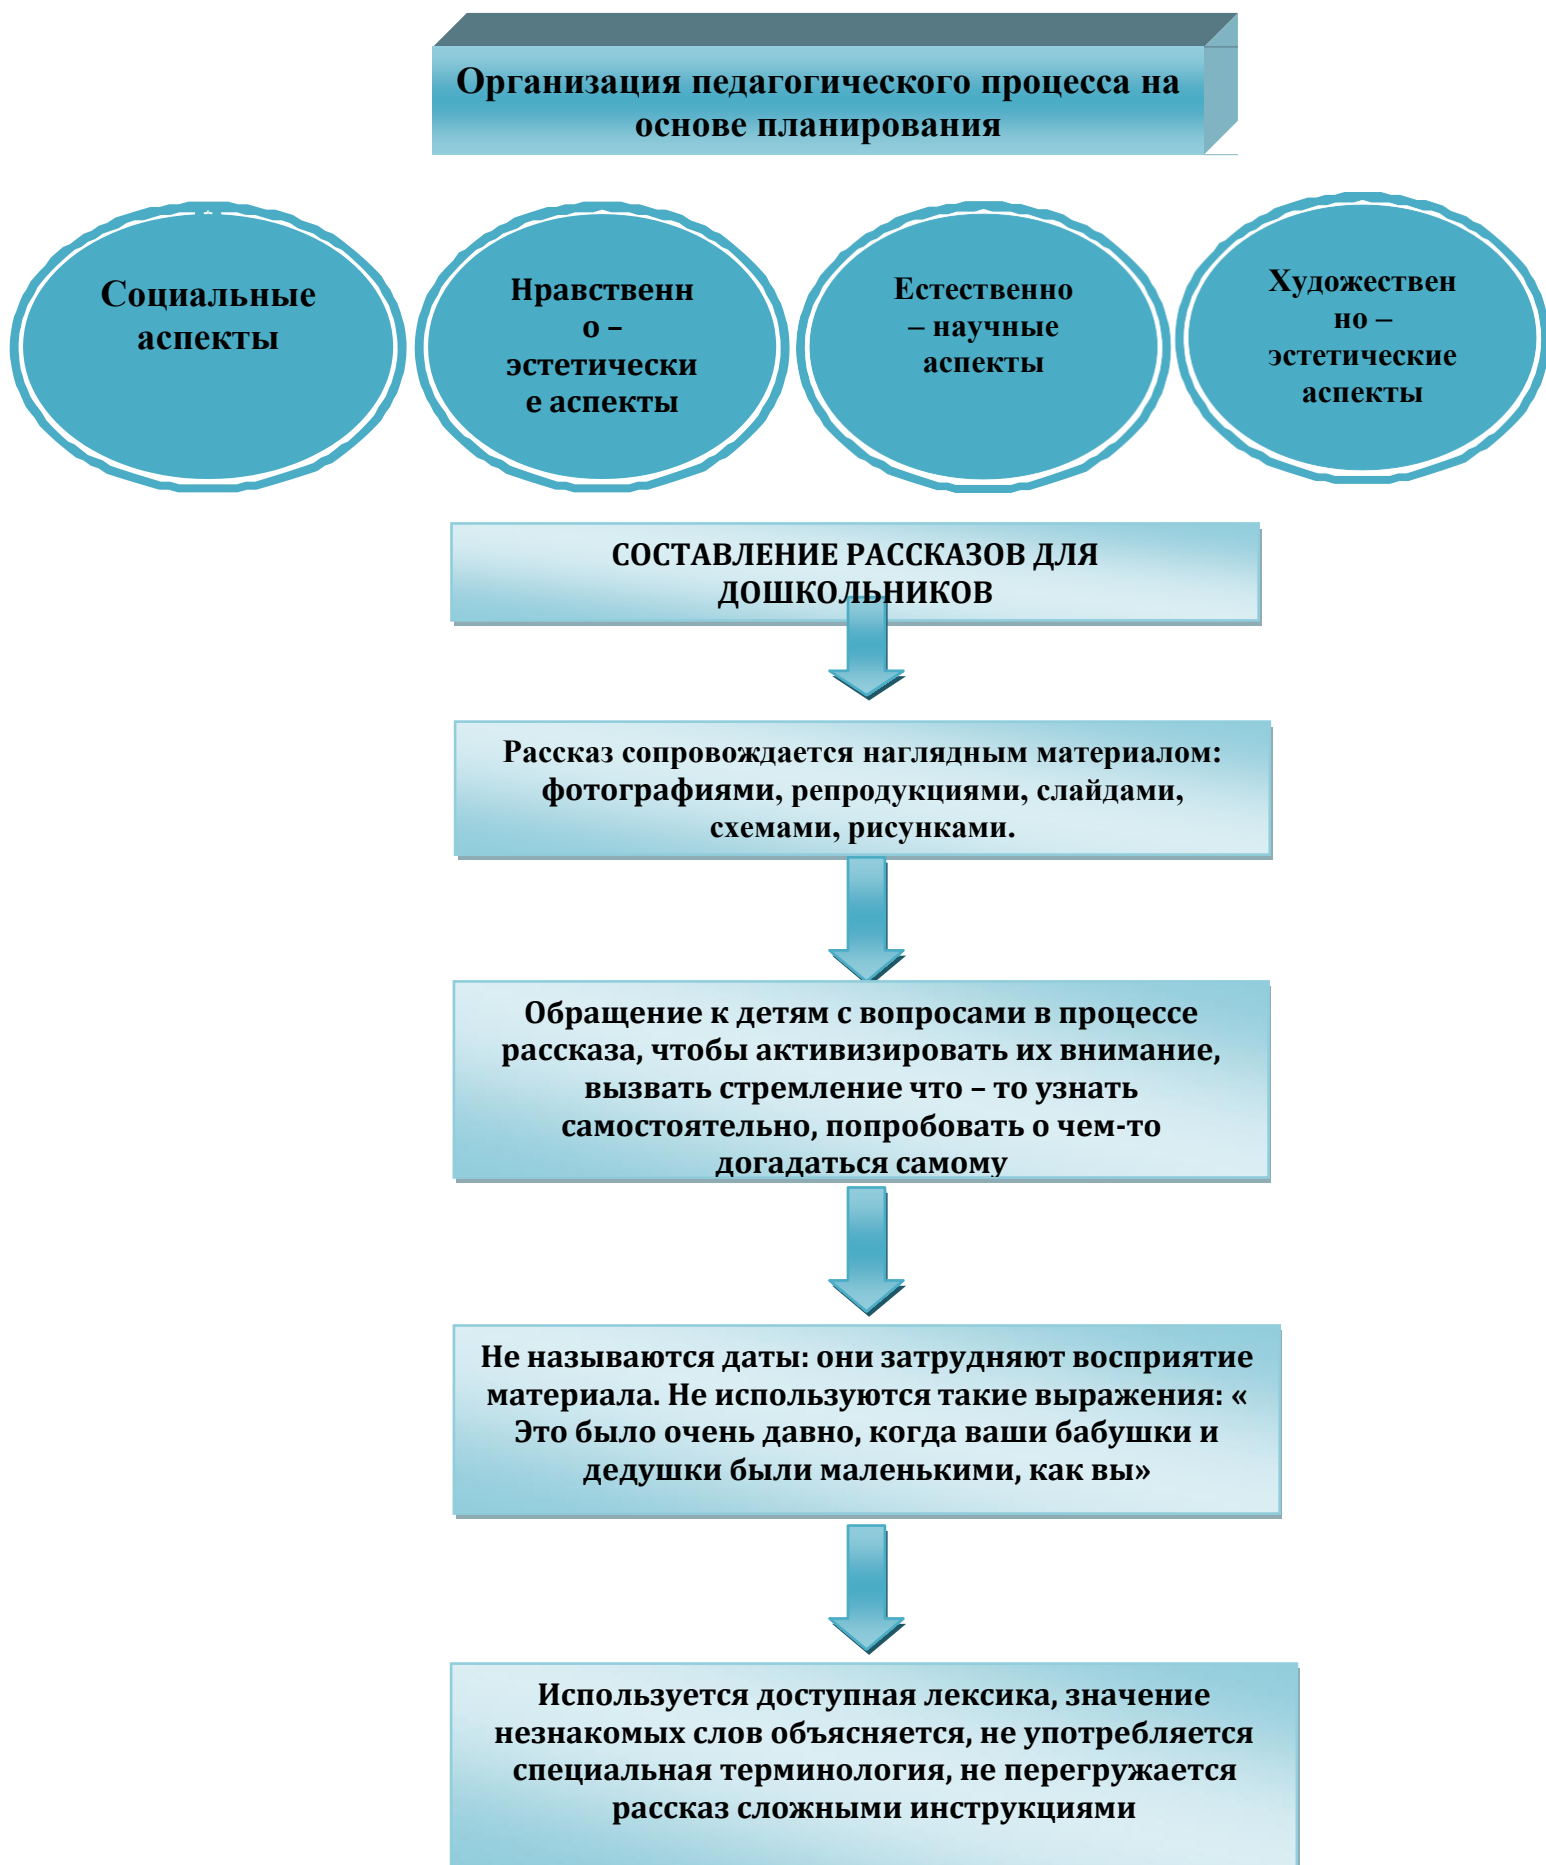 Организация педагогического процесса на
основе планирования
Социальные
аспекты
Нравственн
о –
эстетически
е аспекты
Естественно
– научные
аспекты
Художествен
но –
эстетические
аспекты
СОСТАВЛЕНИЕ РАССКАЗОВ ДЛЯ
ДОШКОЛЬНИКОВ
Рассказ сопровождается наглядным материалом:
фотографиями, репродукциями, слайдами,
схемами, рисунками.
Обращение к детям с вопросами в процессе
рассказа, чтобы активизировать их внимание,
вызвать стремление что – то узнать
самостоятельно, попробовать о чем-то
догадаться самому
Не называются даты: они затрудняют восприятие
материала. Не используются такие выражения: «
Это было очень давно, когда ваши бабушки и
дедушки были маленькими, как вы»
Используется доступная лексика, значение
незнакомых слов объясняется, не употребляется
специальная терминология, не перегружается
рассказ сложными инструкциями